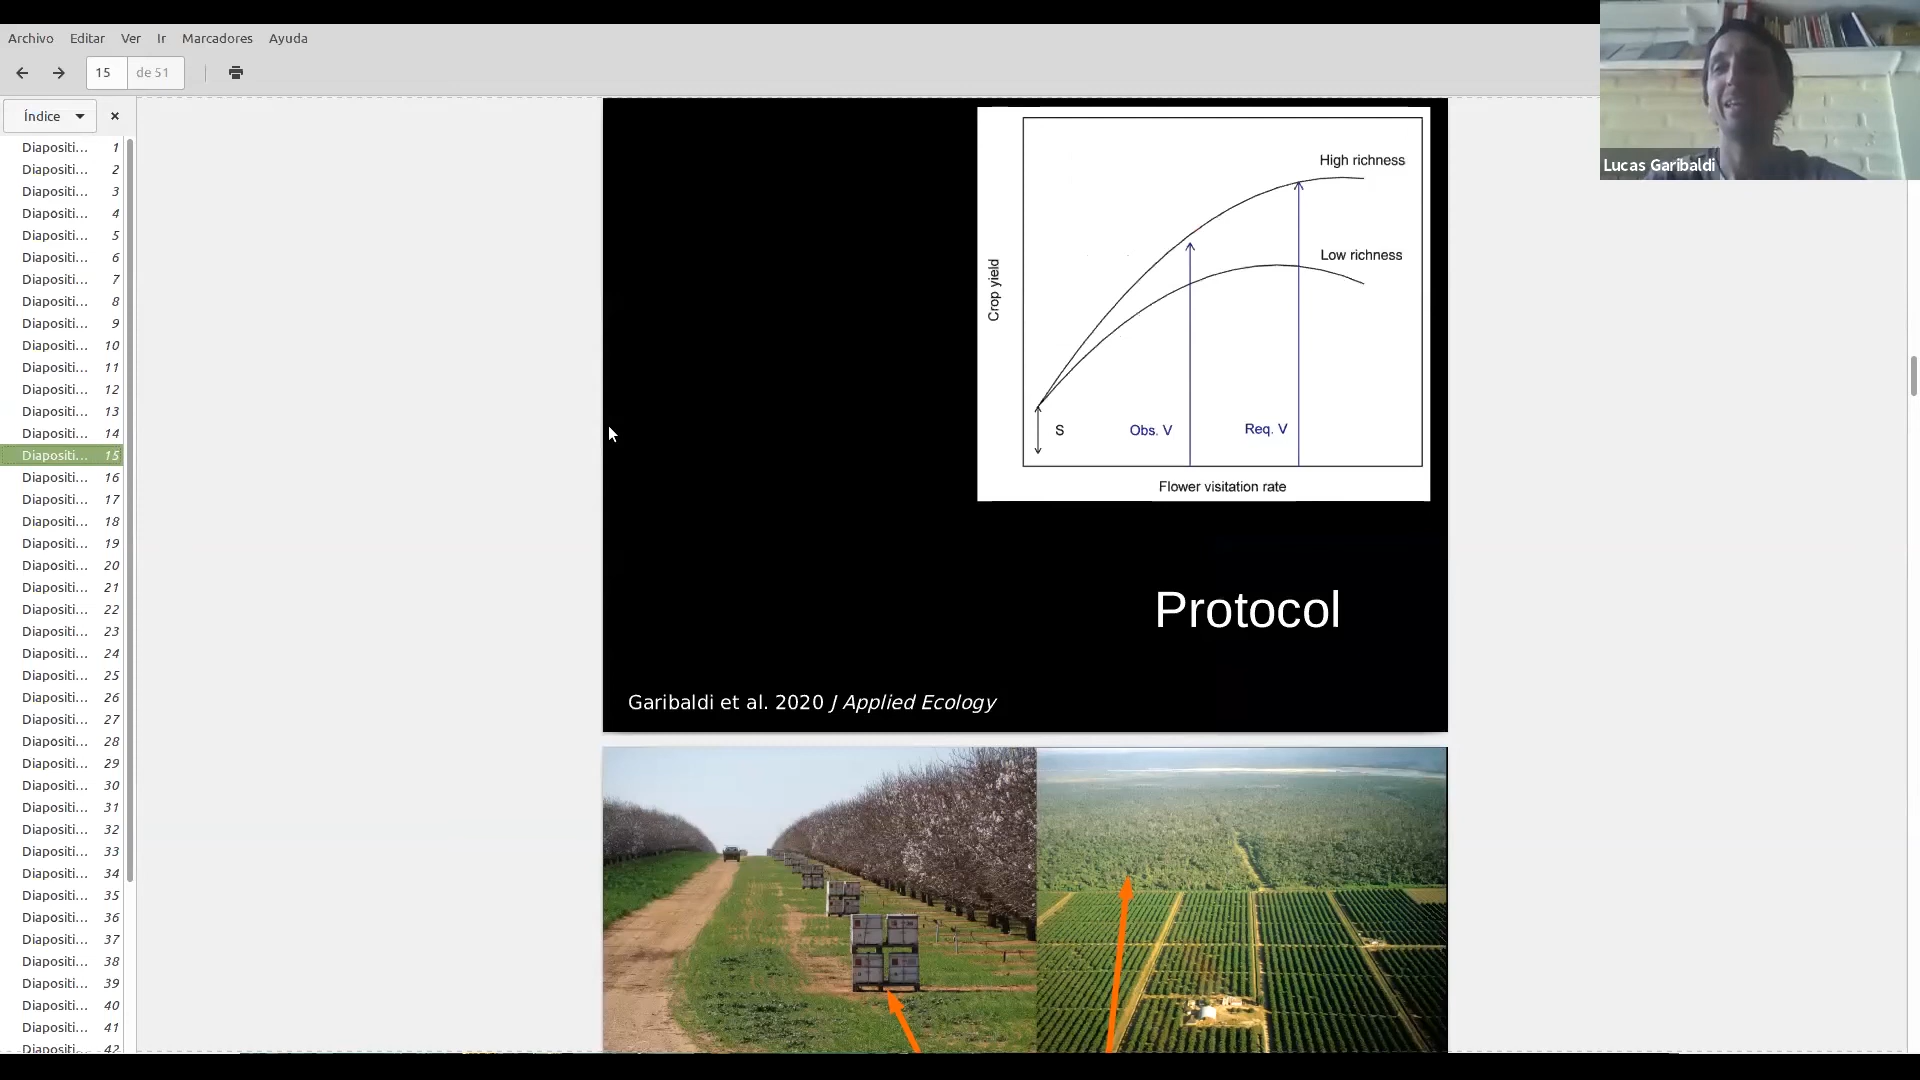 Archivo Editar Ver Ir Marcadores Ayuda
15 de 51
Índice
Diapositi... 1
Diapositi... 2
Diapositi... 3
Diapositi... 4
Diapositi... 5
Diapositi... 6
Diapositi... 7
Diapositi... 8
Diapositi... 9
Diapositi... 10
Diapositi... 11
Diapositi... 12
Diapositi... 13
Diapositi... 14
Diapositi... 15
Diapositi... 16
Diapositi... 17
Diapositi... 18
Diapositi... 19
Diapositi... 20
Diapositi... 21
Diapositi... 22
Diapositi... 23
Diapositi... 24
Diapositi... 25
Diapositi... 26
Diapositi... 27
Diapositi... 28
Diapositi... 29
Diapositi... 30
Diapositi... 31
Diapositi... 32
Diapositi... 33
Diapositi... 34
Diapositi... 35
Diapositi... 36
Diapositi... 37
Diapositi... 38
Diapositi... 39
Diapositi... 40
Diapositi... 41
Diapositi... 42
High richness
Low richness
Crop yield
S
Obs. V
Req. V
Flower visitation rate
Protocol
Garibaldi et al. 2020 J Applied Ecology
Lucas Garibaldi